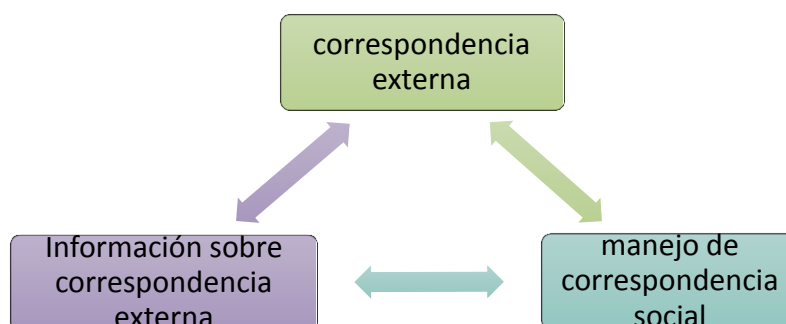 correspondencia
externa
Información sobre
correspondencia
externa
manejo de
correspondencia
social